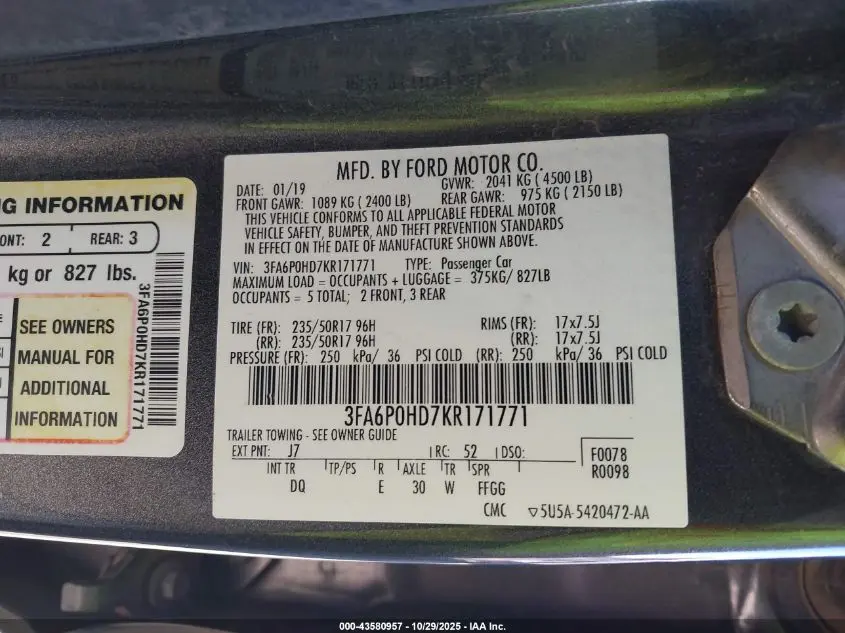 NG INFORMATION
ONT: 2 REAR: 3
kg or 827 lbs.
SEE OWNERS
MANUAL FOR
ADDITIONAL
INFORMATION
3FA6P0HD7KR171771
MFD. BY FORD MOTOR CO.
DATE: 01/19 GVWR: 2041 KG ( 4500 LB)
FRONT GAWR: 1089 KG ( 2400 LB) REAR GAWR: 975 KG ( 2150 LB)
THIS VEHICLE CONFORMS TO ALL APPLICABLE FEDERAL MOTOR
VEHICLE SAFETY, BUMPER, AND THEFT PREVENTION STANDARDS
IN EFFECT ON THE DATE OF MANUFACTURE SHOWN ABOVE.
VIN: 3FA6P0HD7KR171771 TYPE: Passenger Car
MAXIMUM LOAD = OCCUPANTS + LUGGAGE = 375KG/ 827LB
OCCUPANTS = 5 TOTAL; 2 FRONT, 3 REAR
TIRE (FR): 235/50R17 96H RIMS (FR): 17x7.5J
(RR): 235/50R17 96H (RR): 17x7.5J
PRESSURE (FR): 250 kPa/ 36 PSI COLD (RR): 250 kPa/ 36 PSI COLD
3FA6P0HD7KR171771
TRAILER TOWING - SEE OWNER GUIDE
EXT PNT: J7 RC: 52 DSO: F0078
R0098
INT TR TP/PS R AXLE TR SPR
DQ E 30 W FFGG
CMC ▽5U5A-5420472-AA
000-43580957 - 10/29/2025 - IAA Inc.